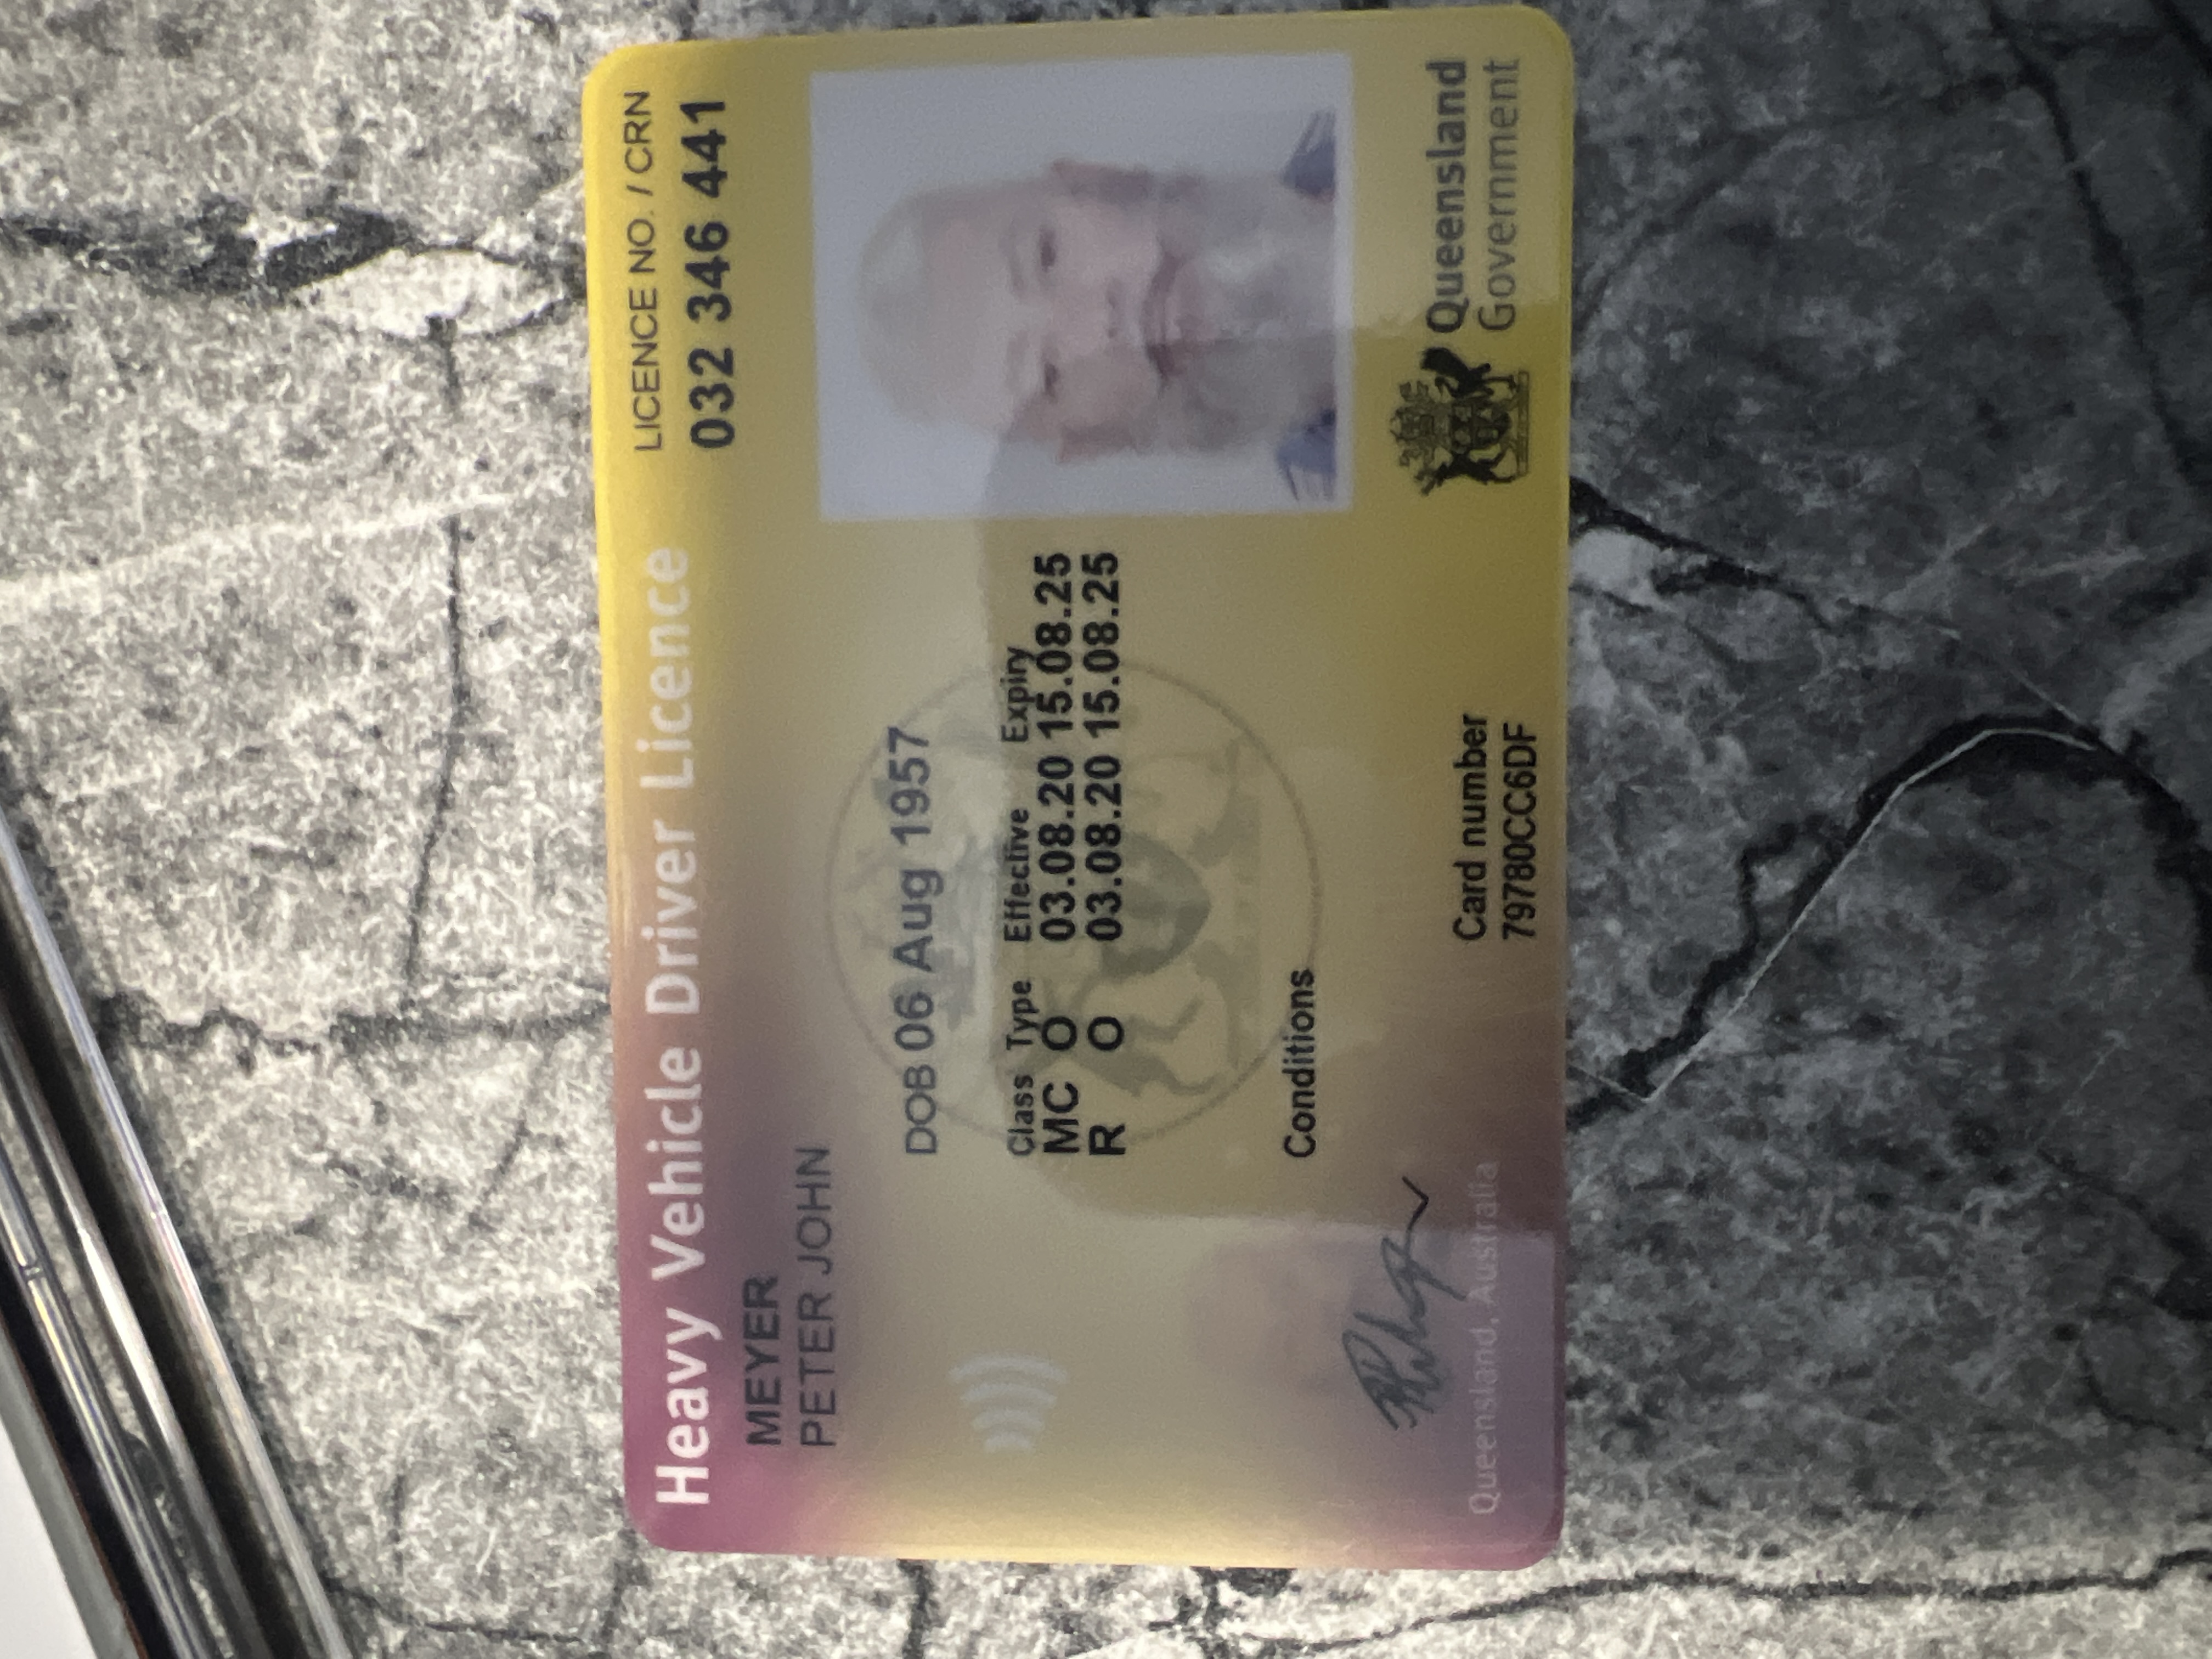 Heavy Vehicle Driver Licence
LICENCE NO. / CRN
032 346 441
MEYER
PETER JOHN
DOB 06 Aug 1957
Class Type Effective Expiry
MC O 03.08.20 15.08.25
R O 03.08.20 15.08.25
Conditions
Queensland, Australia
Card number
79780CC6DF
Queensland
Government